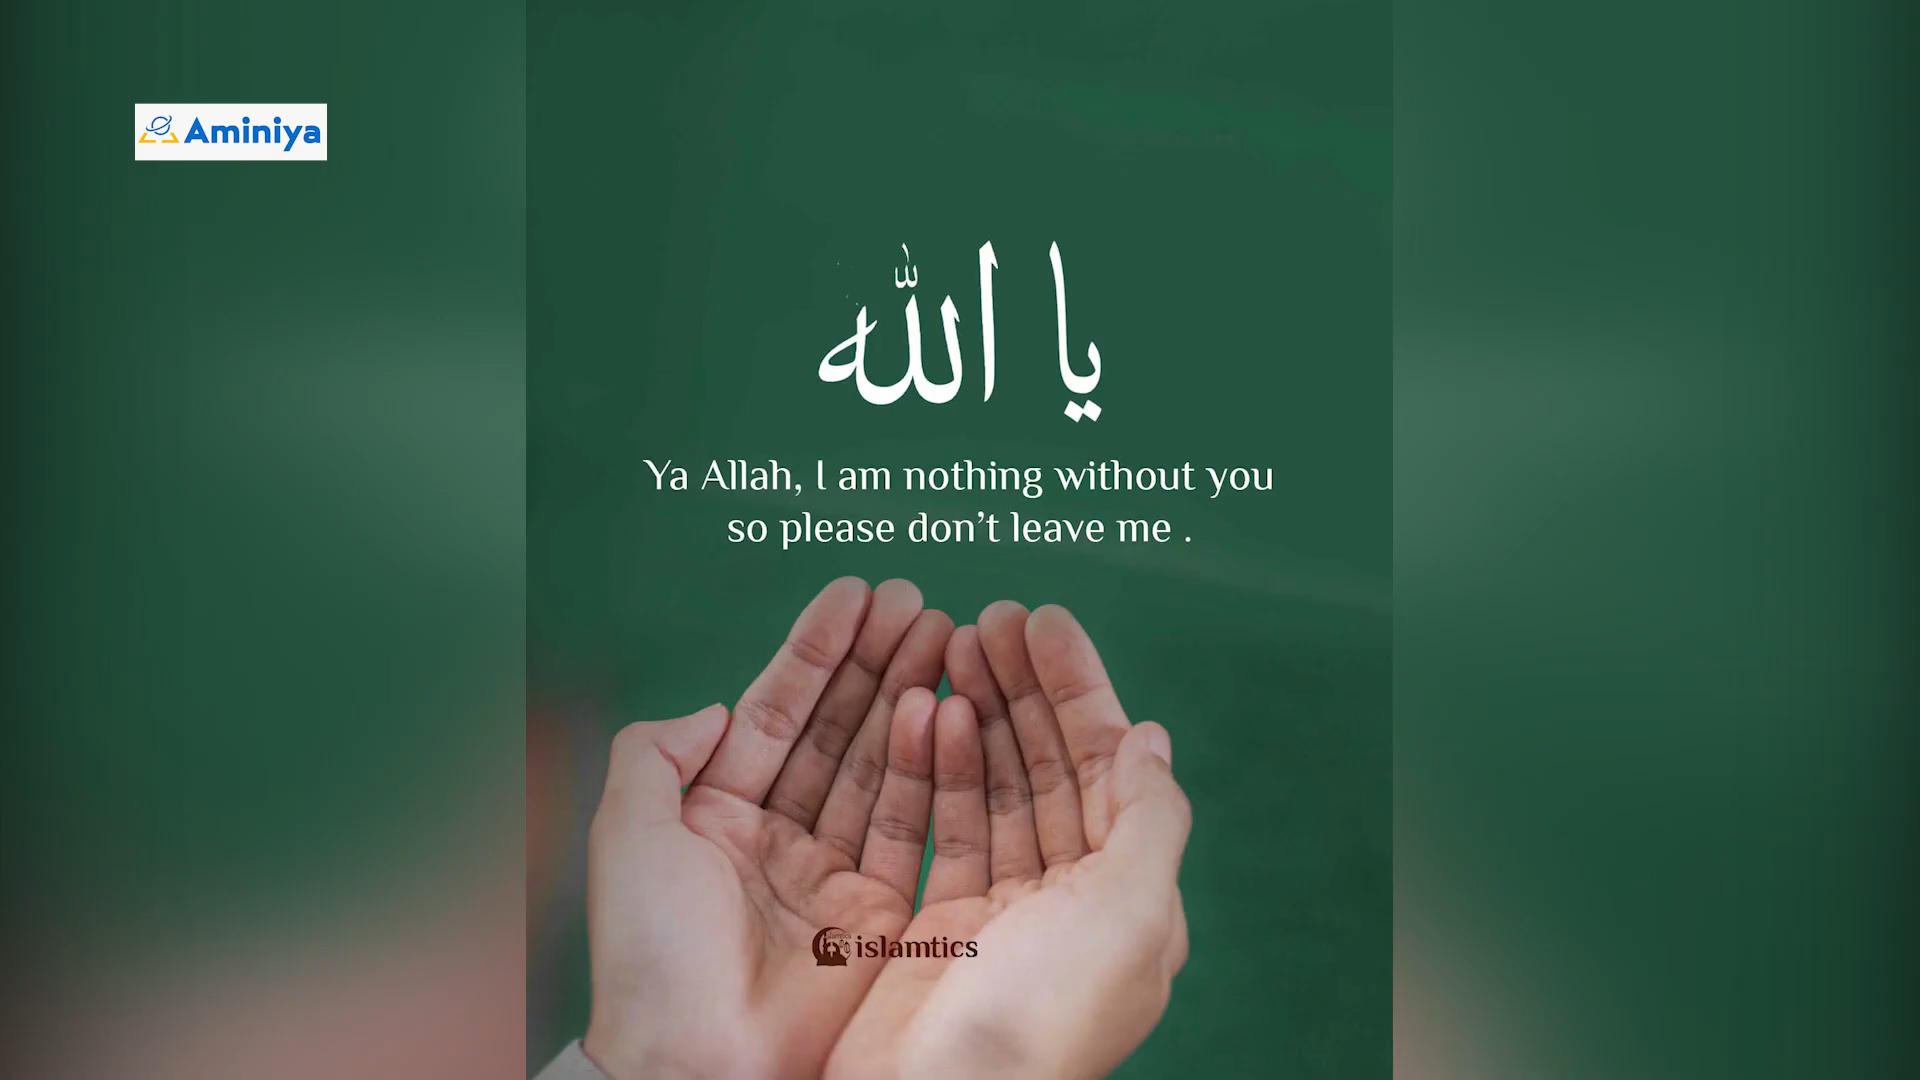 Aminiya
يا الله
Ya Allah, I am nothing without you
so please don’t leave me .
islamtics